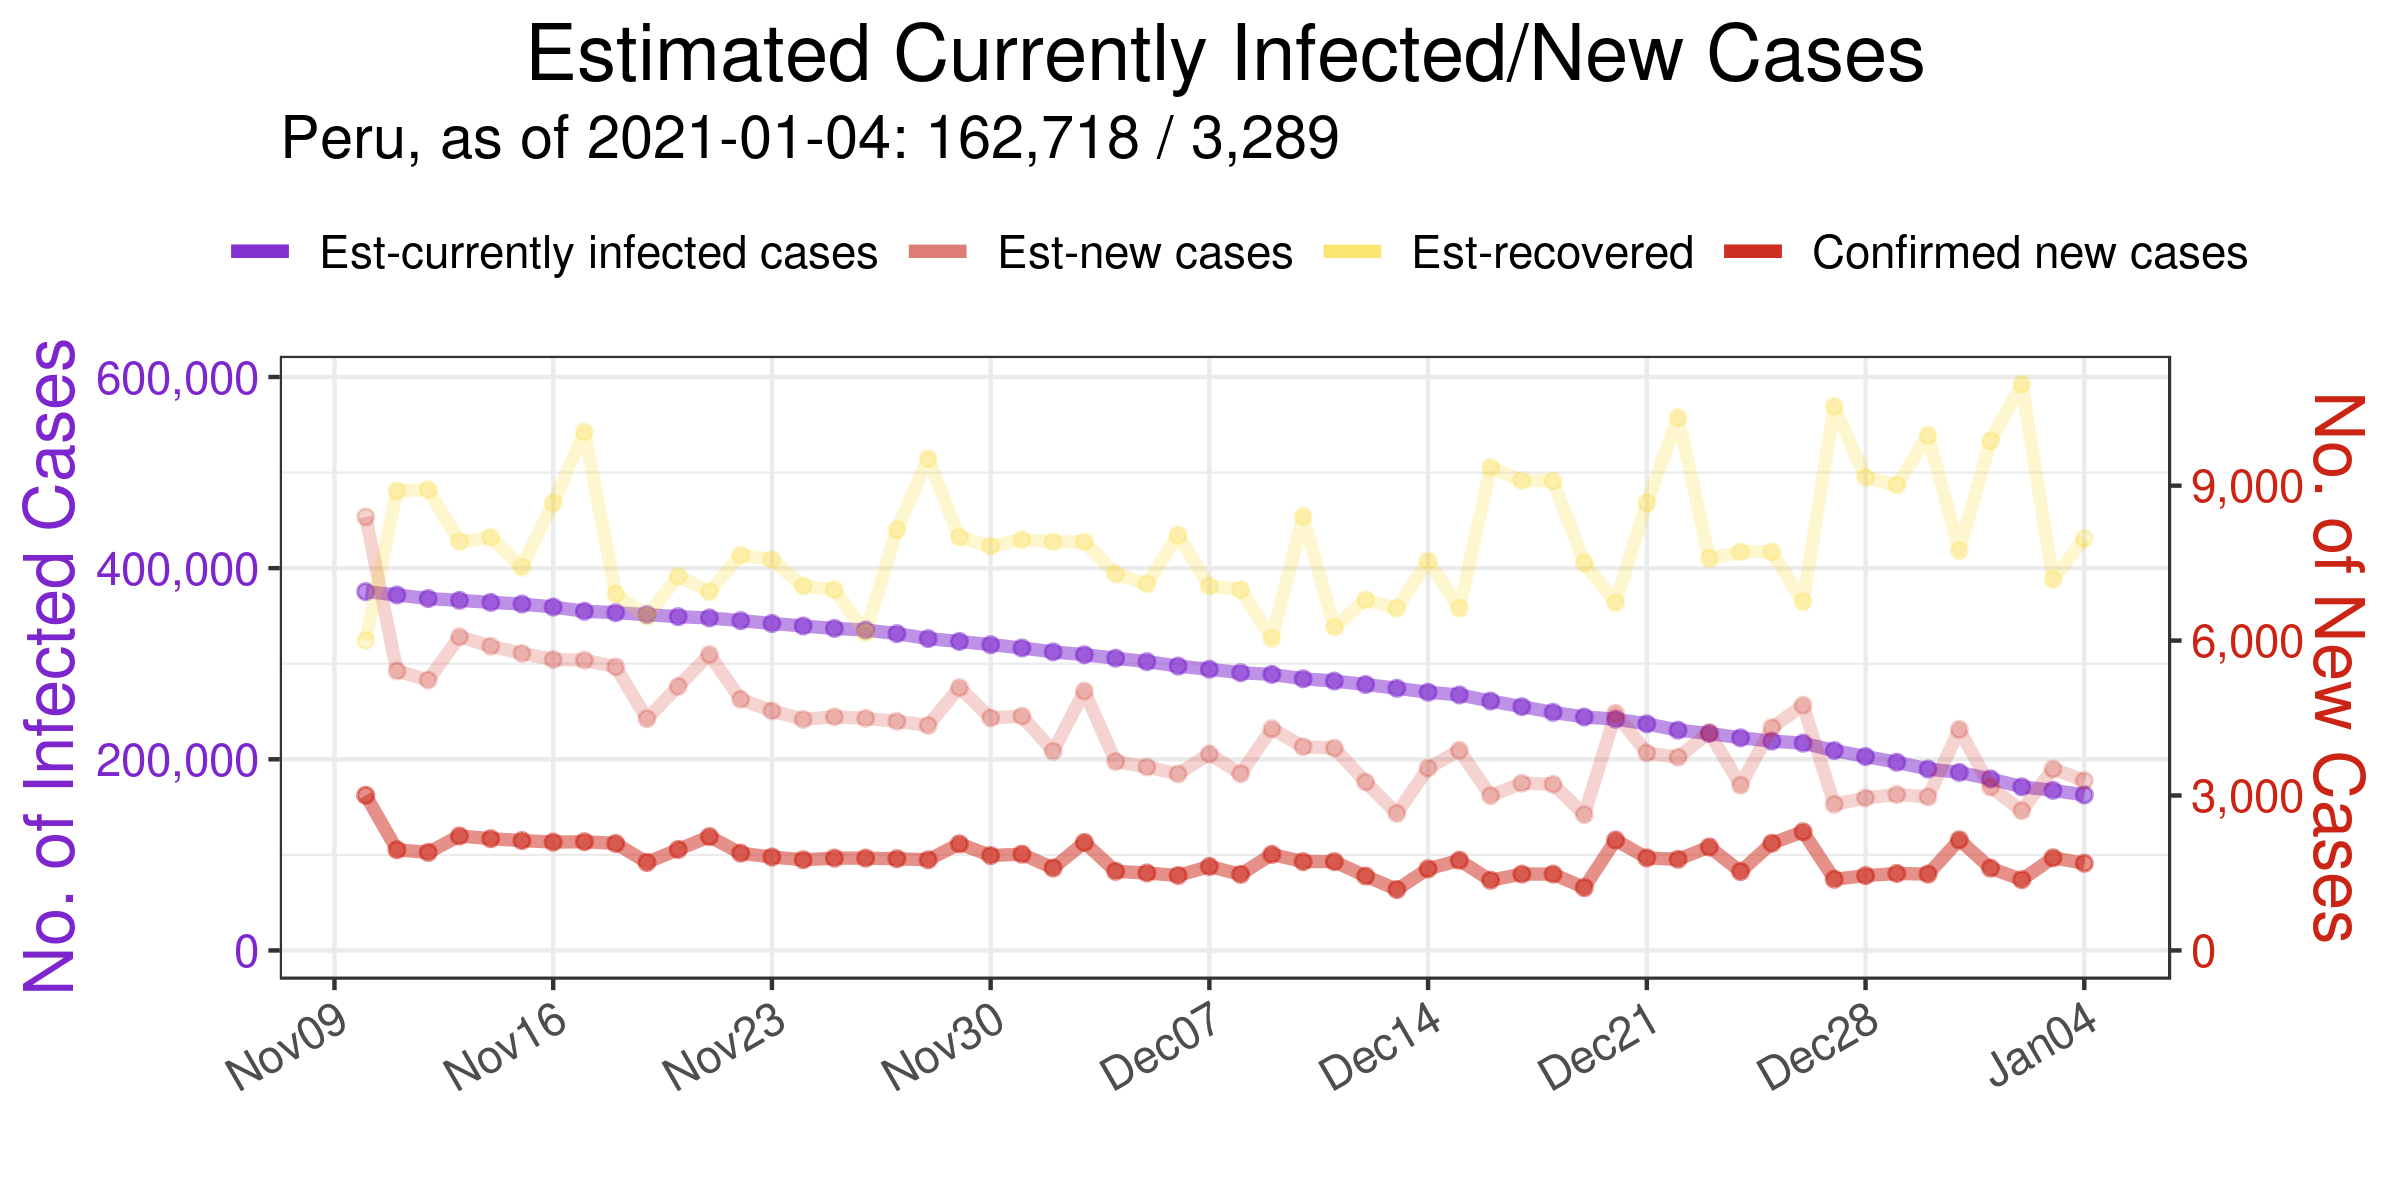 Estimated Currently Infected/New Cases
Peru, as of 2021-01-04: 162,718 / 3,289
Est-currently infected cases Est-new cases Est-recovered Confirmed new cases
No. of Infected Cases
600,000
400,000
200,000
0
9,000
6,000
3,000
0
No. of New Cases
Nov09 Nov16 Nov23 Nov30 Dec07 Dec14 Dec21 Dec28 Jan04